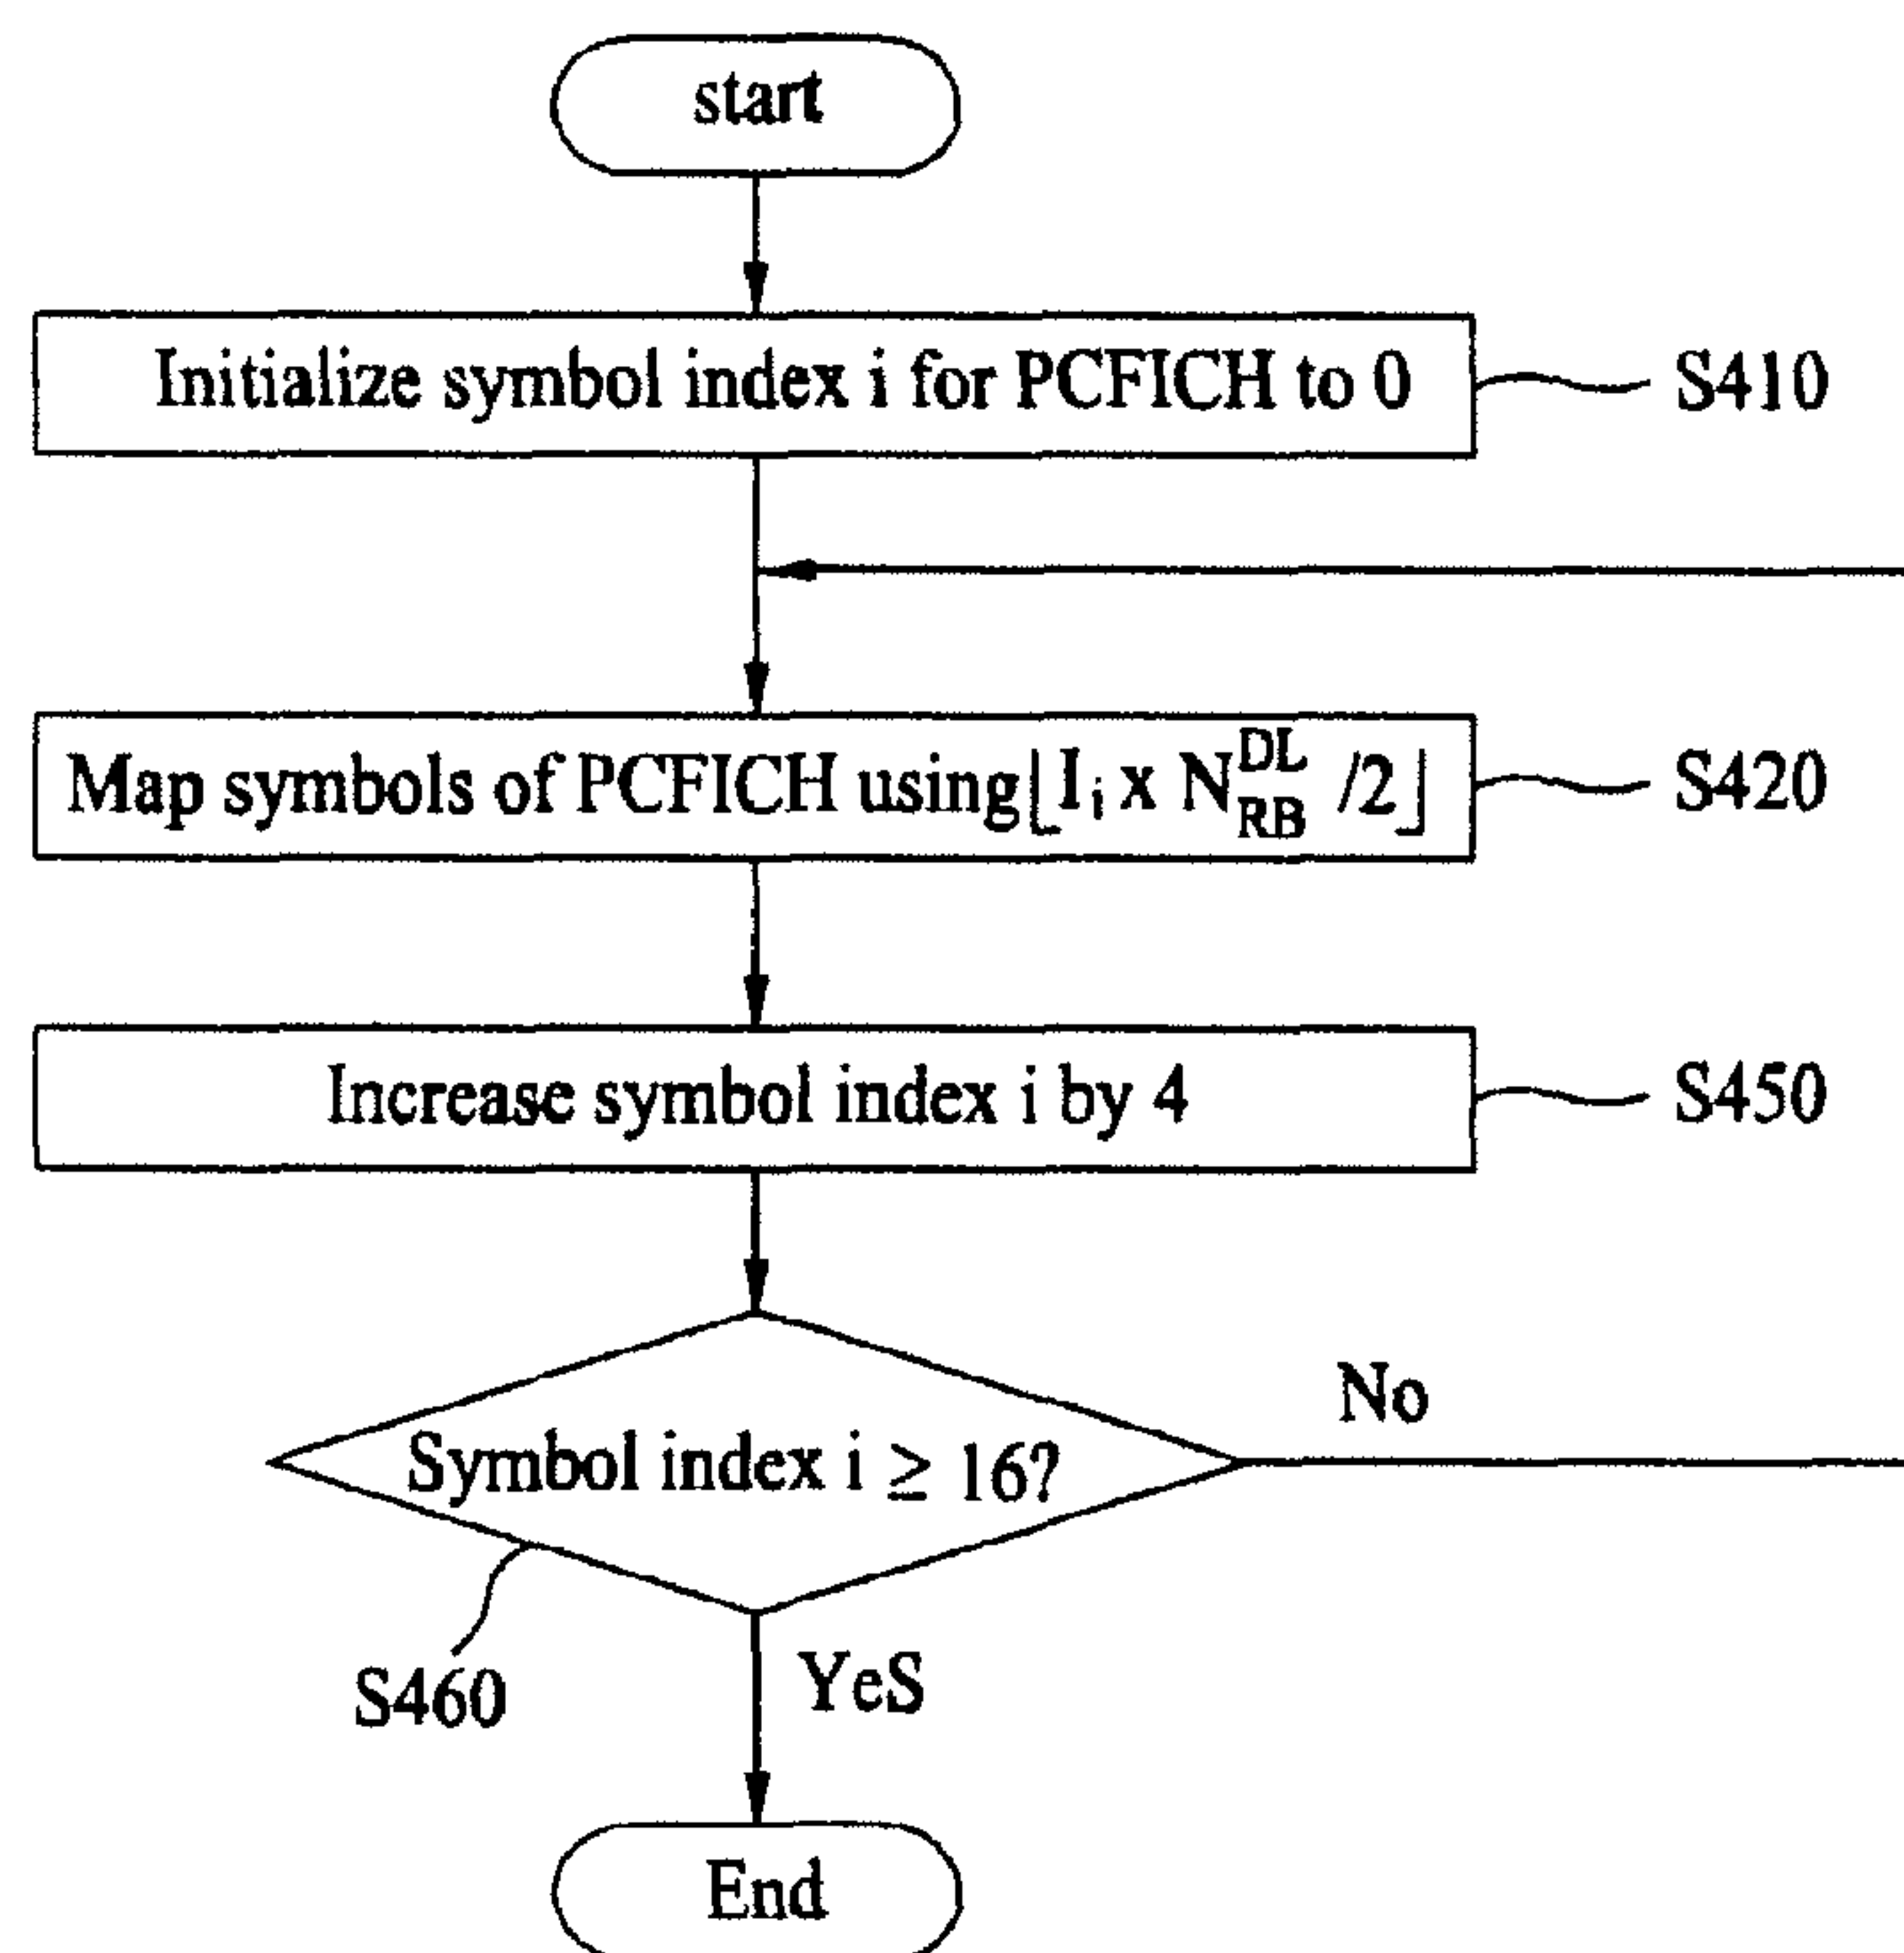 start
Initialize symbol index i for PCFICH to 0
S410
Map symbols of PCFICH using ⌊I_i x N_RB^DL /2⌋
S420
Increase symbol index i by 4
S450
Symbol index i ≥ 16?
No
S460
YeS
End